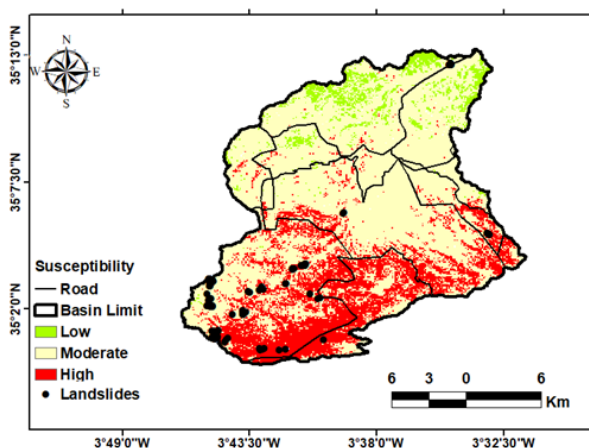 35°13'0"N
35°7'30"N
35°2'0"N
N
W
E
S
Susceptibility
Road
Basin Limit
Low
Moderate
High
Landslides
6 3 0 6
Km
3°49'0"W 3°43'30"W 3°38'0"W 3°32'30"W